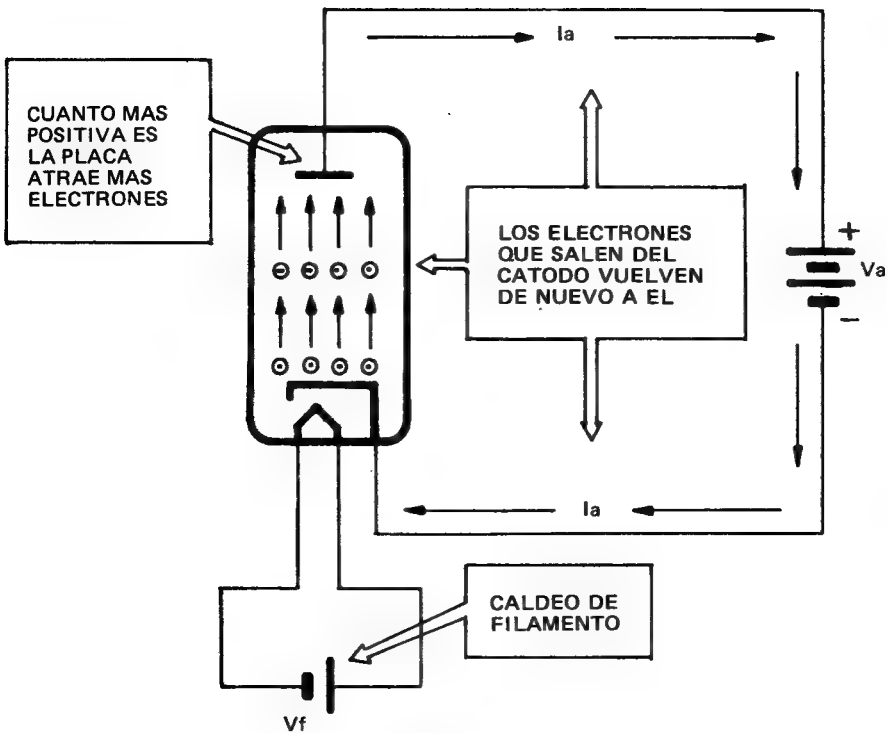 Ia
CUANTO MAS
POSITIVA ES
LA PLACA
ATRAE MAS
ELECTRONES
LOS ELECTRONES
QUE SALEN DEL
CATODO VUELVEN
DE NUEVO A EL
+
Va
−
Ia
CALDEO DE
FILAMENTO
Vf